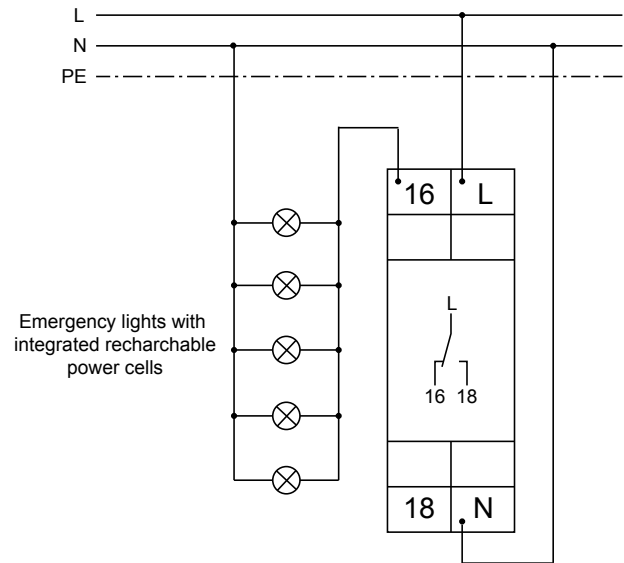 L
N
PE
16 L
Emergency lights with
integrated recharchable
power cells
L
16 18
18 N